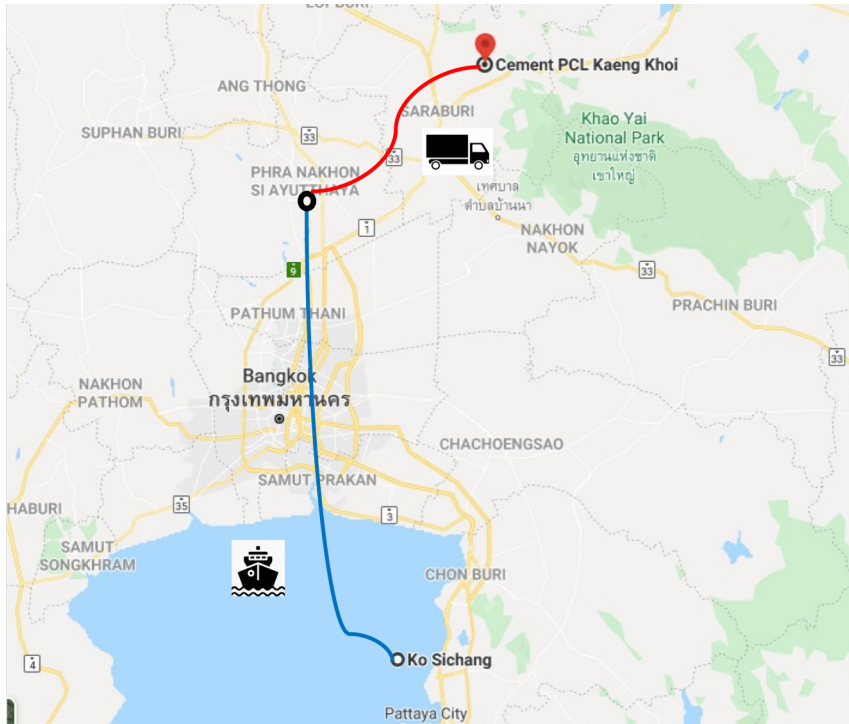 Cement PCL Kaeng Khoi
ANG THONG
SARABURI
SUPHAN BURI
33
33
Khao Yai
National Park
อุทยานแห่งชาติ
เขาใหญ่
PHRA NAKHON
SI AYUTTHAYA
เทศบาล
ตำบลบ้านนา
1
NAKHON
NAYOK
9
33
PRACHIN BURI
PATHUM THANI
33
NAKHON
PATHOM
Bangkok
กรุงเทพมหานคร
CHACHOENGSAO
SAMUT PRAKAN
35
3
HABURI
SAMUT
SONGKHRAM
CHON BURI
4
Ko Sichang
Pattaya City